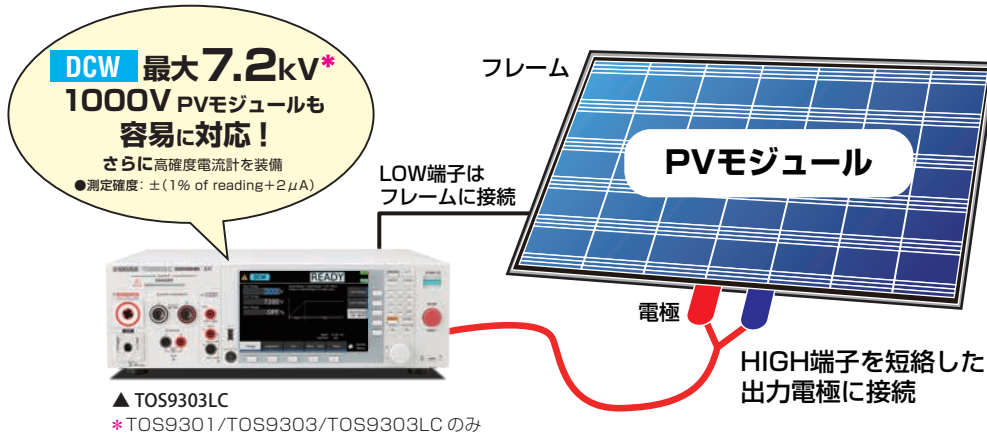 DCW 最大7.2kV*
1000V PVモジュールも
容易に対応！
さらに高確度電流計を装備
●測定確度：±(1% of reading+2μA)
フレーム
PVモジュール
LOW端子は
フレームに接続
READY
DCW
7200
OFF
電極
HIGH端子を短絡した
出力電極に接続
▲ TOS9303LC
*TOS9301/TOS9303/TOS9303LC のみ